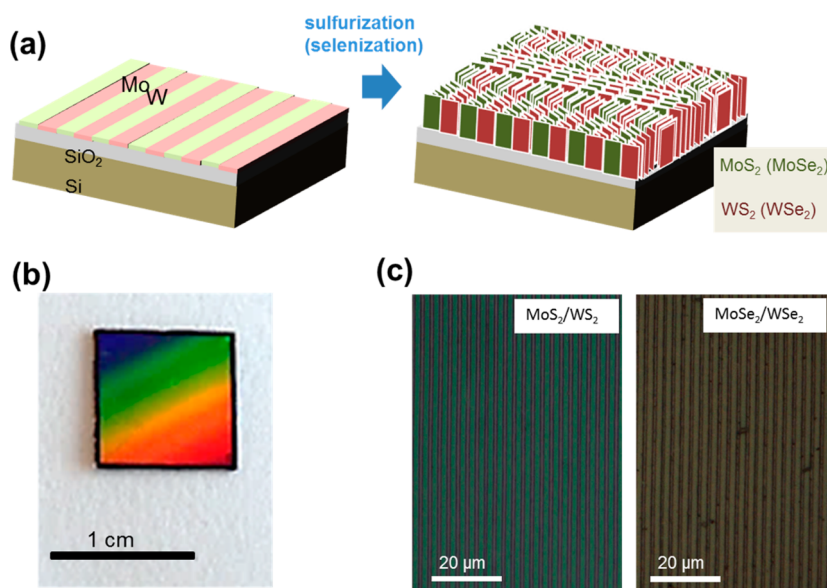 (a)
sulfurization
(selenization)
Mo
W
SiO₂
Si
MoS₂ (MoSe₂)
WS₂ (WSe₂)
(b)
1 cm
(c)
MoS₂/WS₂
MoSe₂/WSe₂
20 µm
20 µm